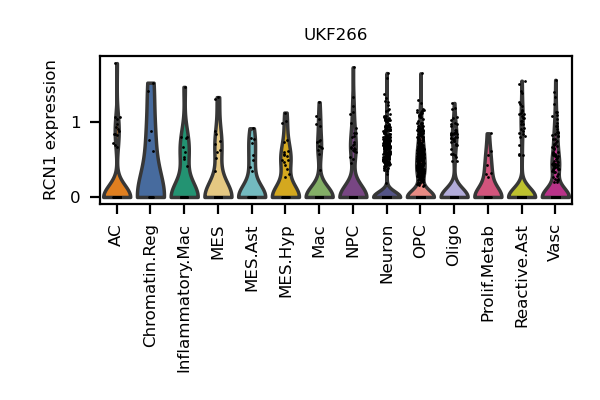 UKF266
RCN1 expression
1
0
AC
Chromatin.Reg
Inflammatory.Mac
MES
MES.Ast
MES.Hyp
Mac
NPC
Neuron
OPC
Oligo
Prolif.Metab
Reactive.Ast
Vasc